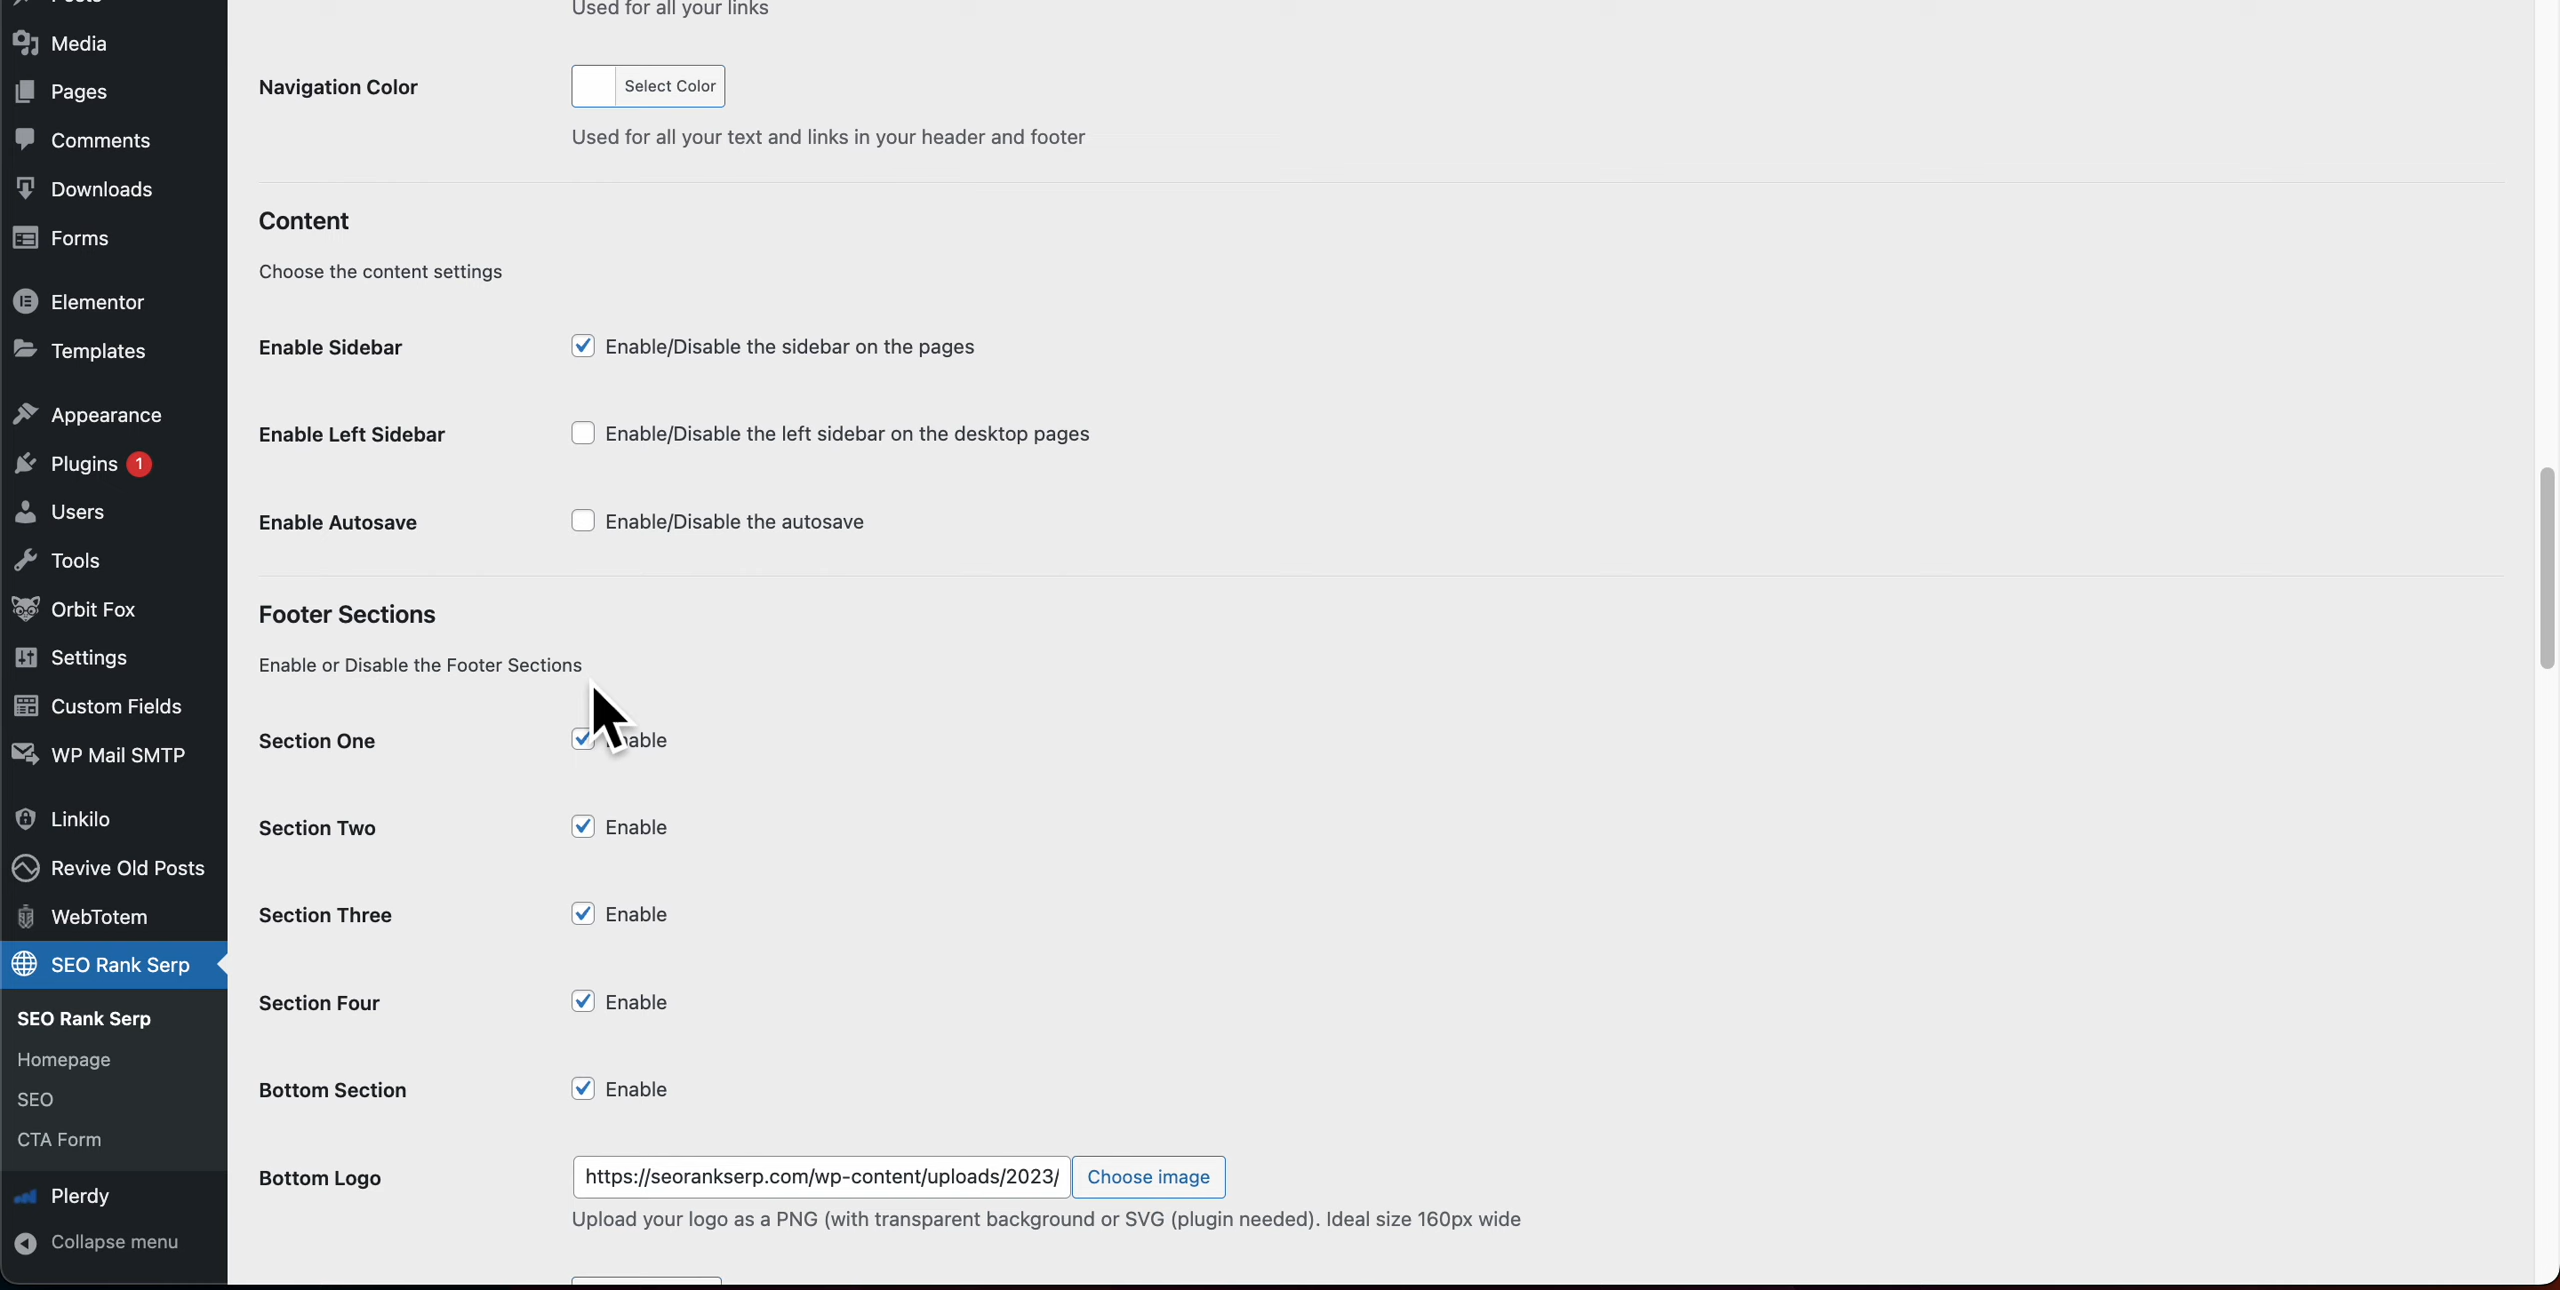 Media
Pages
Comments
Downloads
Forms
Elementor
Templates
Appearance
Plugins 1
Users
Tools
Orbit Fox
Settings
Custom Fields
WP Mail SMTP
Linkilo
Revive Old Posts
WebTotem
SEO Rank Serp
SEO Rank Serp
Homepage
SEO
CTA Form
Plerdy
Collapse menu
Used for all your links
Navigation Color
Select Color
Used for all your text and links in your header and footer
Content
Choose the content settings
Enable Sidebar
Enable/Disable the sidebar on the pages
Enable Left Sidebar
Enable/Disable the left sidebar on the desktop pages
Enable Autosave
Enable/Disable the autosave
Footer Sections
Enable or Disable the Footer Sections
Section One
Enable
Section Two
Enable
Section Three
Enable
Section Four
Enable
Bottom Section
Enable
Bottom Logo
https://seorankserp.com/wp-content/uploads/2023/
Choose image
Upload your logo as a PNG (with transparent background or SVG (plugin needed). Ideal size 160px wide